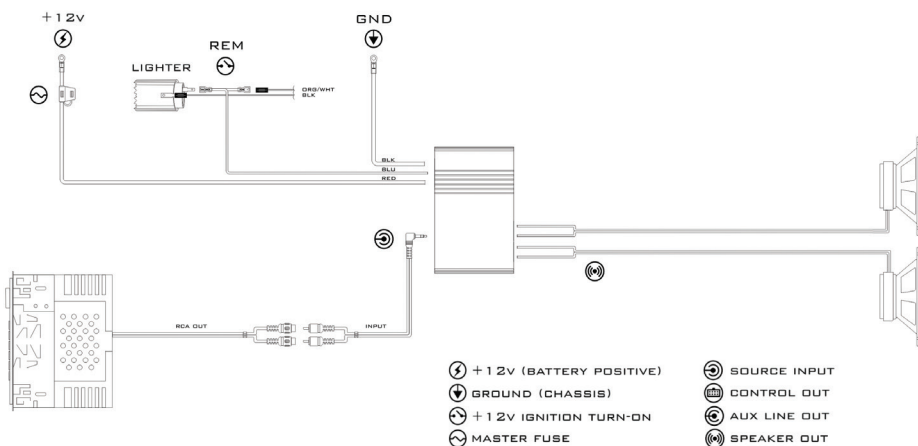 +12v
GND
REM
LIGHTER
ORG/WHT
BLK
BLK
BLU
RED
RCA OUT
INPUT
+12v (BATTERY POSITIVE)
GROUND (CHASSIS)
+12v IGNITION TURN-ON
MASTER FUSE
SOURCE INPUT
CONTROL OUT
AUX LINE OUT
SPEAKER OUT